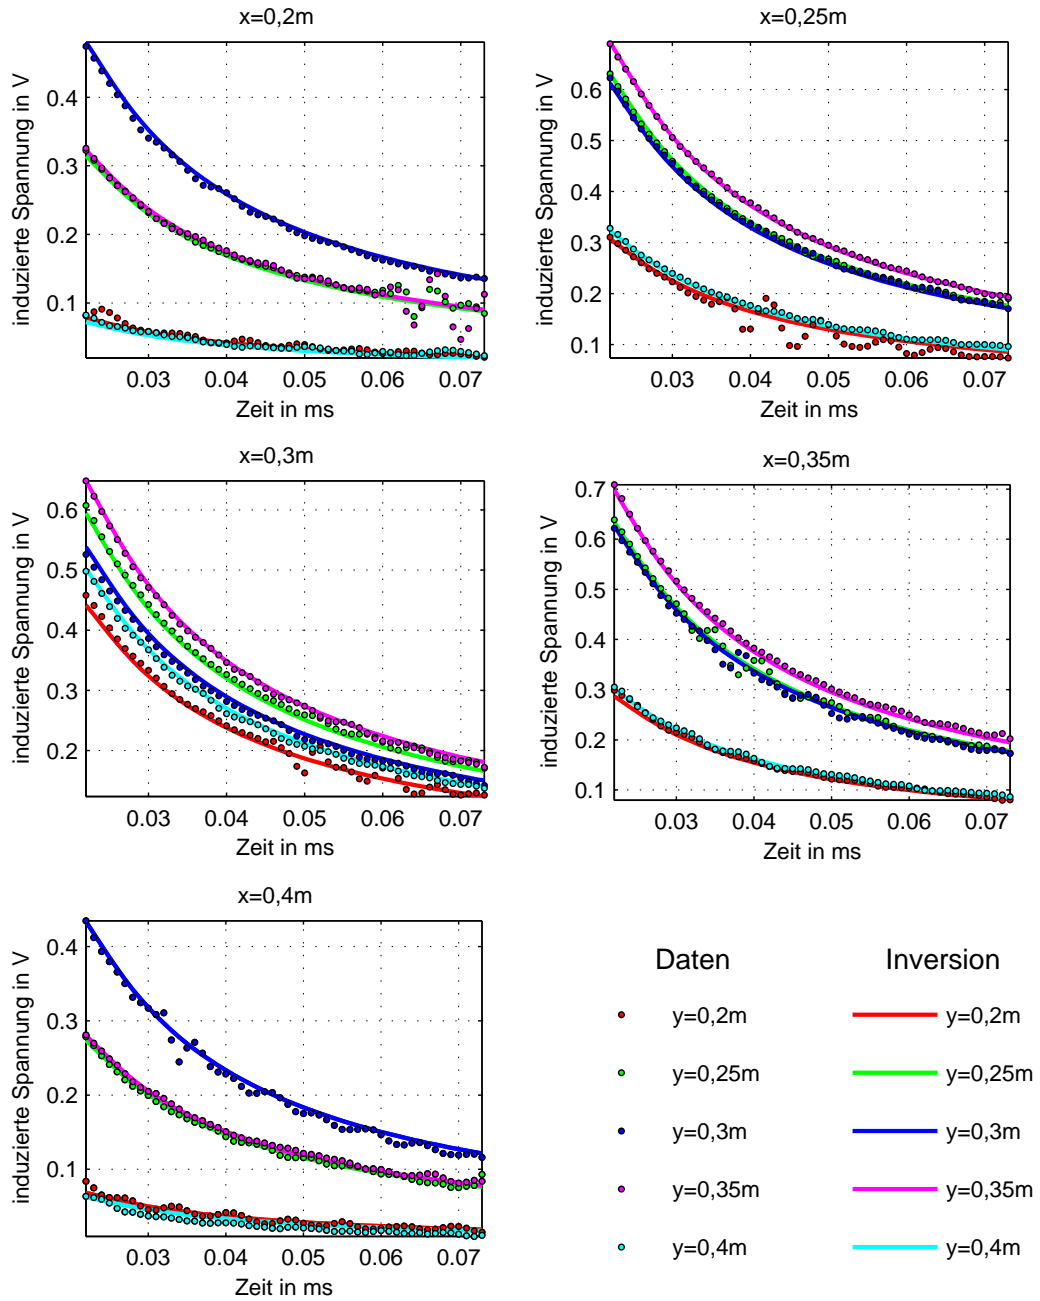 x=0,2m
induzierte Spannung in V
0.4
0.3
0.2
0.1
0.03 0.04 0.05 0.06 0.07
Zeit in ms
x=0,25m
induzierte Spannung in V
0.6
0.5
0.4
0.3
0.2
0.1
0.03 0.04 0.05 0.06 0.07
Zeit in ms
x=0,3m
induzierte Spannung in V
0.6
0.5
0.4
0.3
0.2
0.03 0.04 0.05 0.06 0.07
Zeit in ms
x=0,35m
induzierte Spannung in V
0.7
0.6
0.5
0.4
0.3
0.2
0.1
0.03 0.04 0.05 0.06 0.07
Zeit in ms
x=0,4m
induzierte Spannung in V
0.4
0.3
0.2
0.1
0.03 0.04 0.05 0.06 0.07
Zeit in ms
Daten Inversion
y=0,2m y=0,2m
y=0,25m y=0,25m
y=0,3m y=0,3m
y=0,35m y=0,35m
y=0,4m y=0,4m